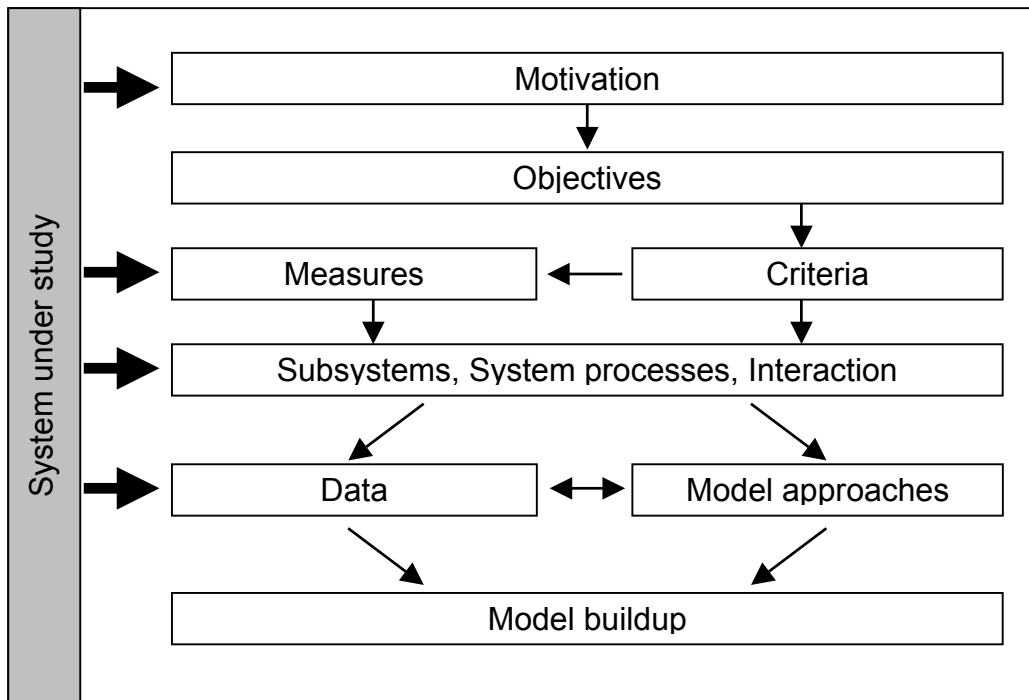 System under study
Motivation
Objectives
Measures
Criteria
Subsystems, System processes, Interaction
Data
Model approaches
Model buildup